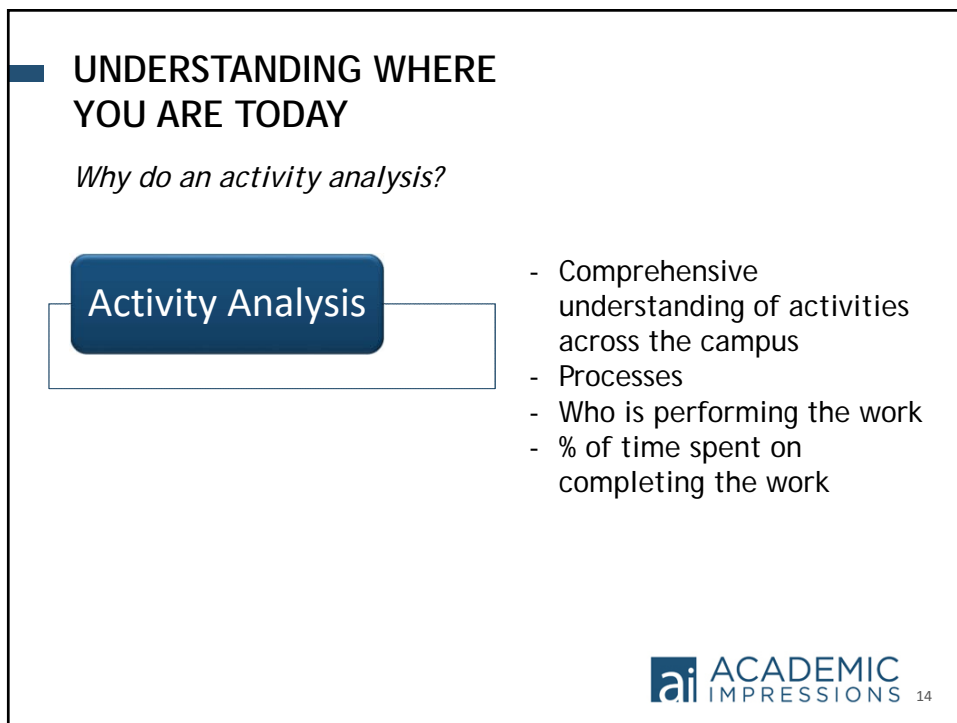 UNDERSTANDING WHERE
YOU ARE TODAY
Why do an activity analysis?
Activity Analysis
- Comprehensive
understanding of activities
across the campus
- Processes
- Who is performing the work
- % of time spent on
completing the work
ai ACADEMIC
IMPRESSIONS
14